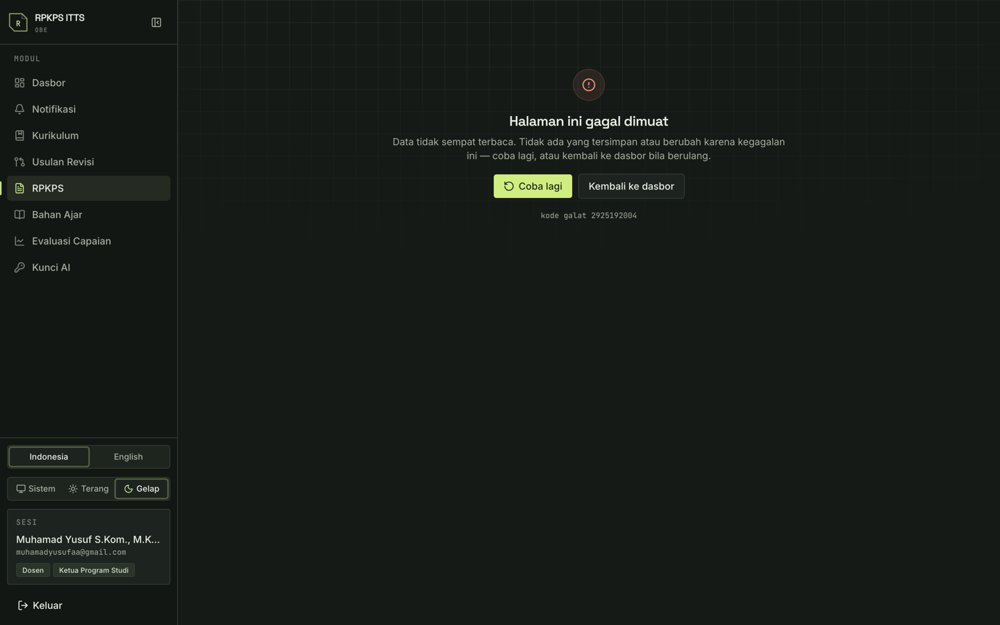 R
RPKPS ITTS
OBE
MODUL
Dasbor
Notifikasi
Kurikulum
Usulan Revisi
RPKPS
Bahan Ajar
Evaluasi Capaian
Kunci AI
Indonesia
English
Sistem
Terang
Gelap
SESI
Muhamad Yusuf S.Kom., M.K...
muhamadyusufaa@gmail.com
Dosen
Ketua Program Studi
Keluar
Halaman ini gagal dimuat
Data tidak sempat terbaca. Tidak ada yang tersimpan atau berubah karena kegagalan
ini — coba lagi, atau kembali ke dasbor bila berulang.
Coba lagi
Kembali ke dasbor
kode galat 2925192004